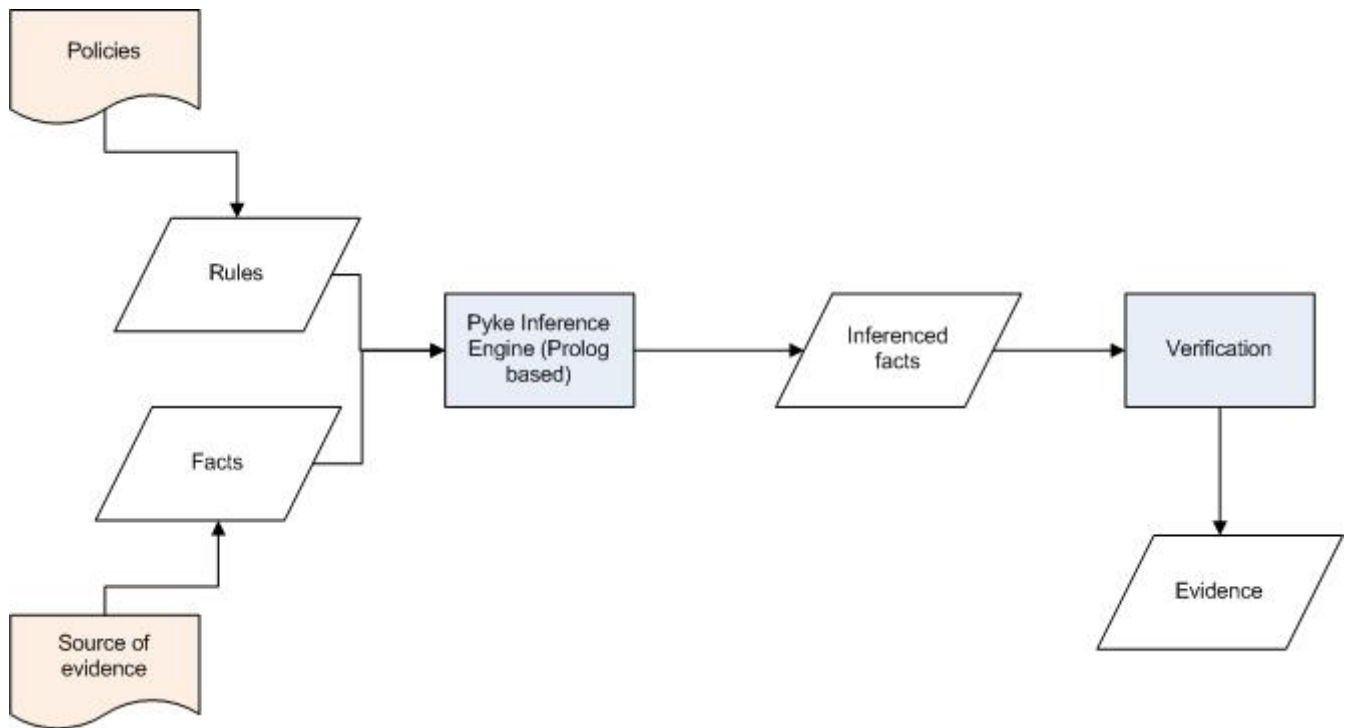 Policies
Rules
Pyke Inference
Engine (Prolog
based)
Inferenced
facts
Verification
Facts
Evidence
Source of
evidence